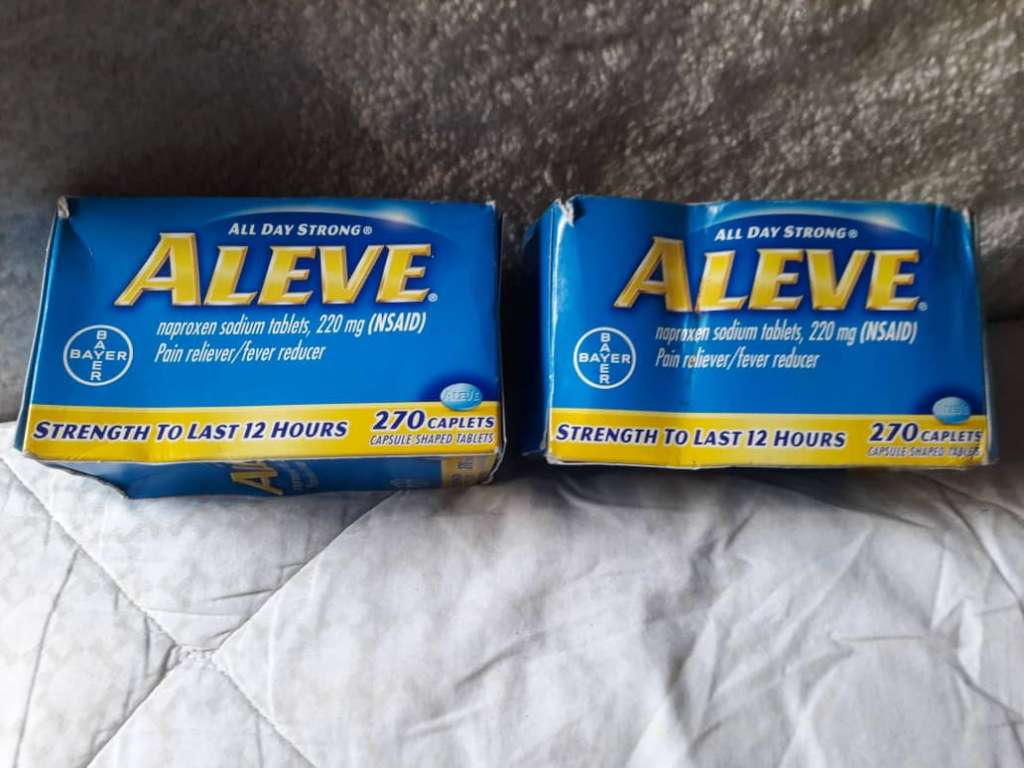 ALL DAY STRONG®
ALEVE®
naproxen sodium tablets, 220 mg (NSAID)
Pain reliever/fever reducer
BAYER
BAYER
ALEVE
STRENGTH TO LAST 12 HOURS
270 CAPLETS
CAPSULE-SHAPED TABLETS
ALL DAY STRONG®
ALEVE®
naproxen sodium tablets, 220 mg (NSAID)
Pain reliever/fever reducer
BAYER
BAYER
ALEVE
STRENGTH TO LAST 12 HOURS
270 CAPLETS
CAPSULE-SHAPED TABLETS